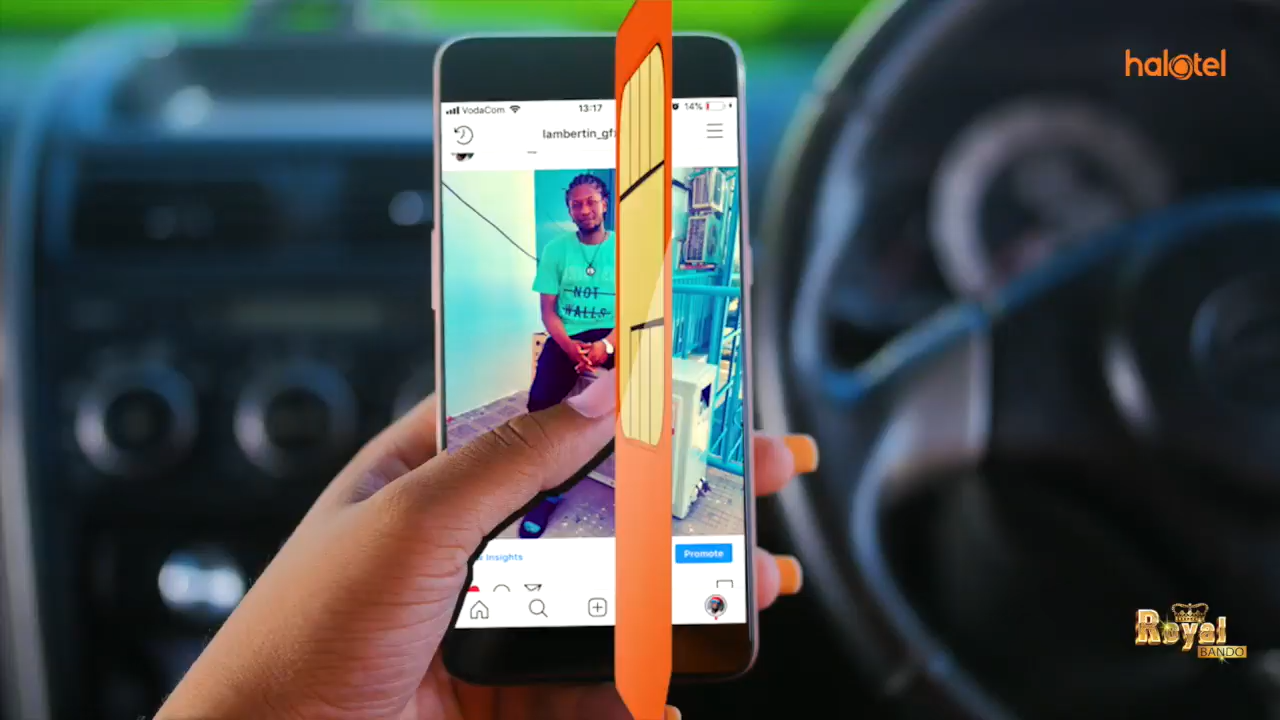 halotel
VodaCom
13:17
14%
lambertin_gf
NOT
WALLS
Insights
Promote
Royal
BANDO